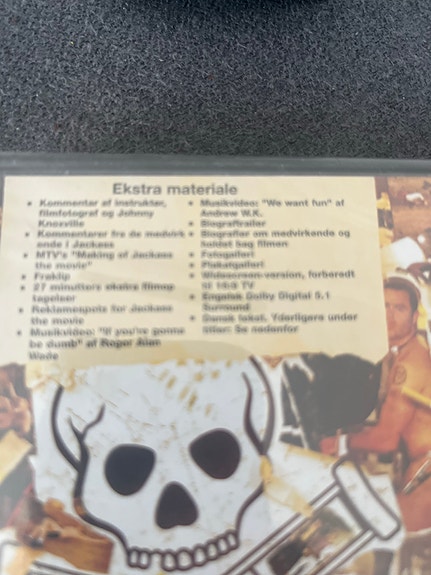 Ekstra materiale
Kommentar af instruktør,
filmfotograf og Johnny
Knoxville
Kommentarer fra de medvirk
ende i Jackass
MTV's "Making of Jackass
the movie"
Fraklip
27 minutters ekstra filmop
tagelser
Reklamespots for Jackass
the movie
Musikvideo: "If you're gonna
be dumb" af Roger Alan
Wade
Musikvideo: "We want fun" af
Andrew W.K.
Biograftrailer
Biografier om medvirkende og
holdet bag filmen
Fotogalleri
Plakatgalleri
Widescreen-version, forberedt
til 16:9 TV
Engelsk Dolby Digital 5.1
Surround
Dansk tekst. Yderligere under
titler: Se nedenfor